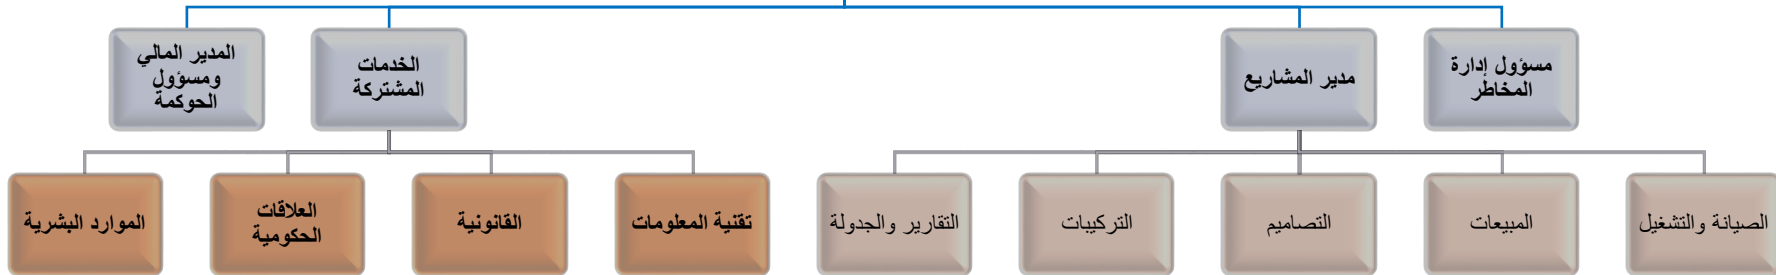 مسؤول إدارة
المخاطر
مدير المشاريع
الخدمات
المشتركة
المدير المالي
ومسؤول
الحوكمة
الصيانة والتشغيل
المبيعات
التصاميم
التركيبات
التقارير والجدولة
تقنية المعلومات
القانونية
العلاقات
الحكومية
الموارد البشرية